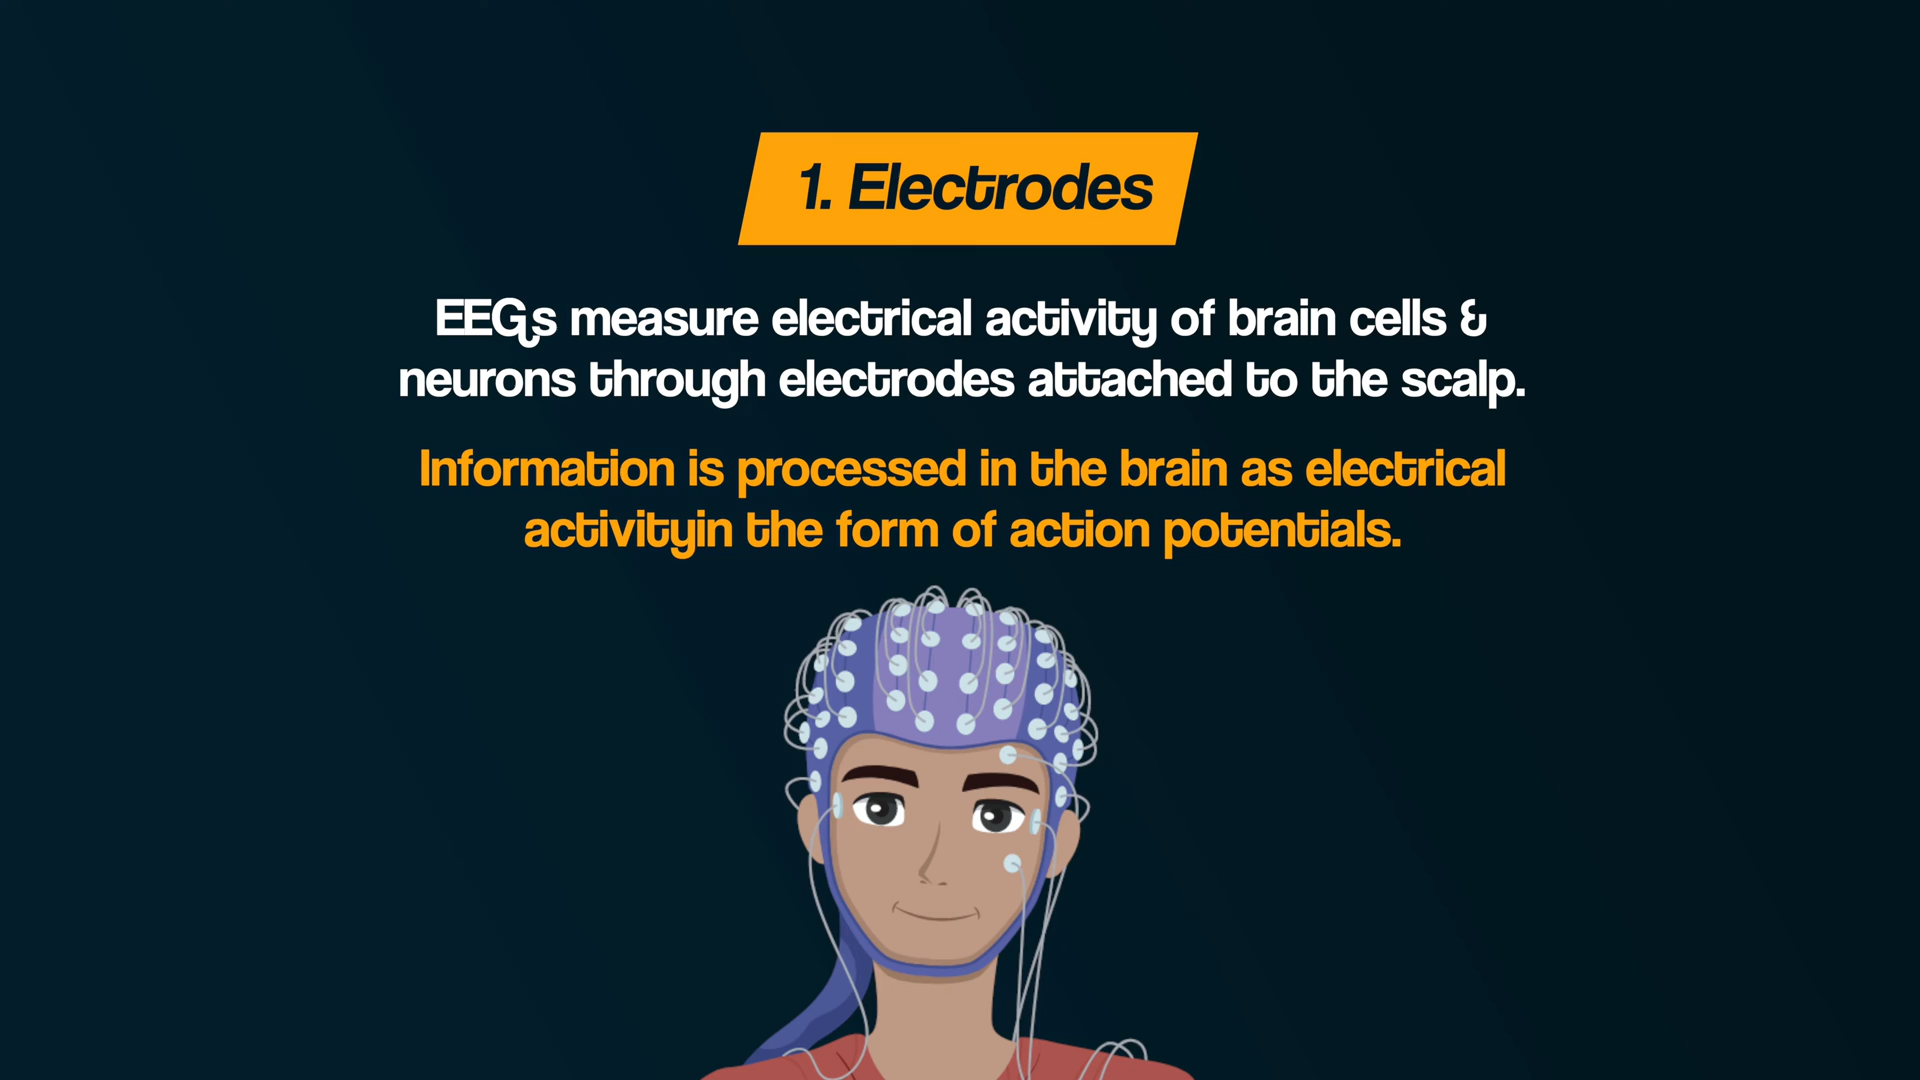 1. Electrodes
EEGs measure electrical activity of brain cells &
neurons through electrodes attached to the scalp.
Information is processed in the brain as electrical
activityin the form of action potentials.